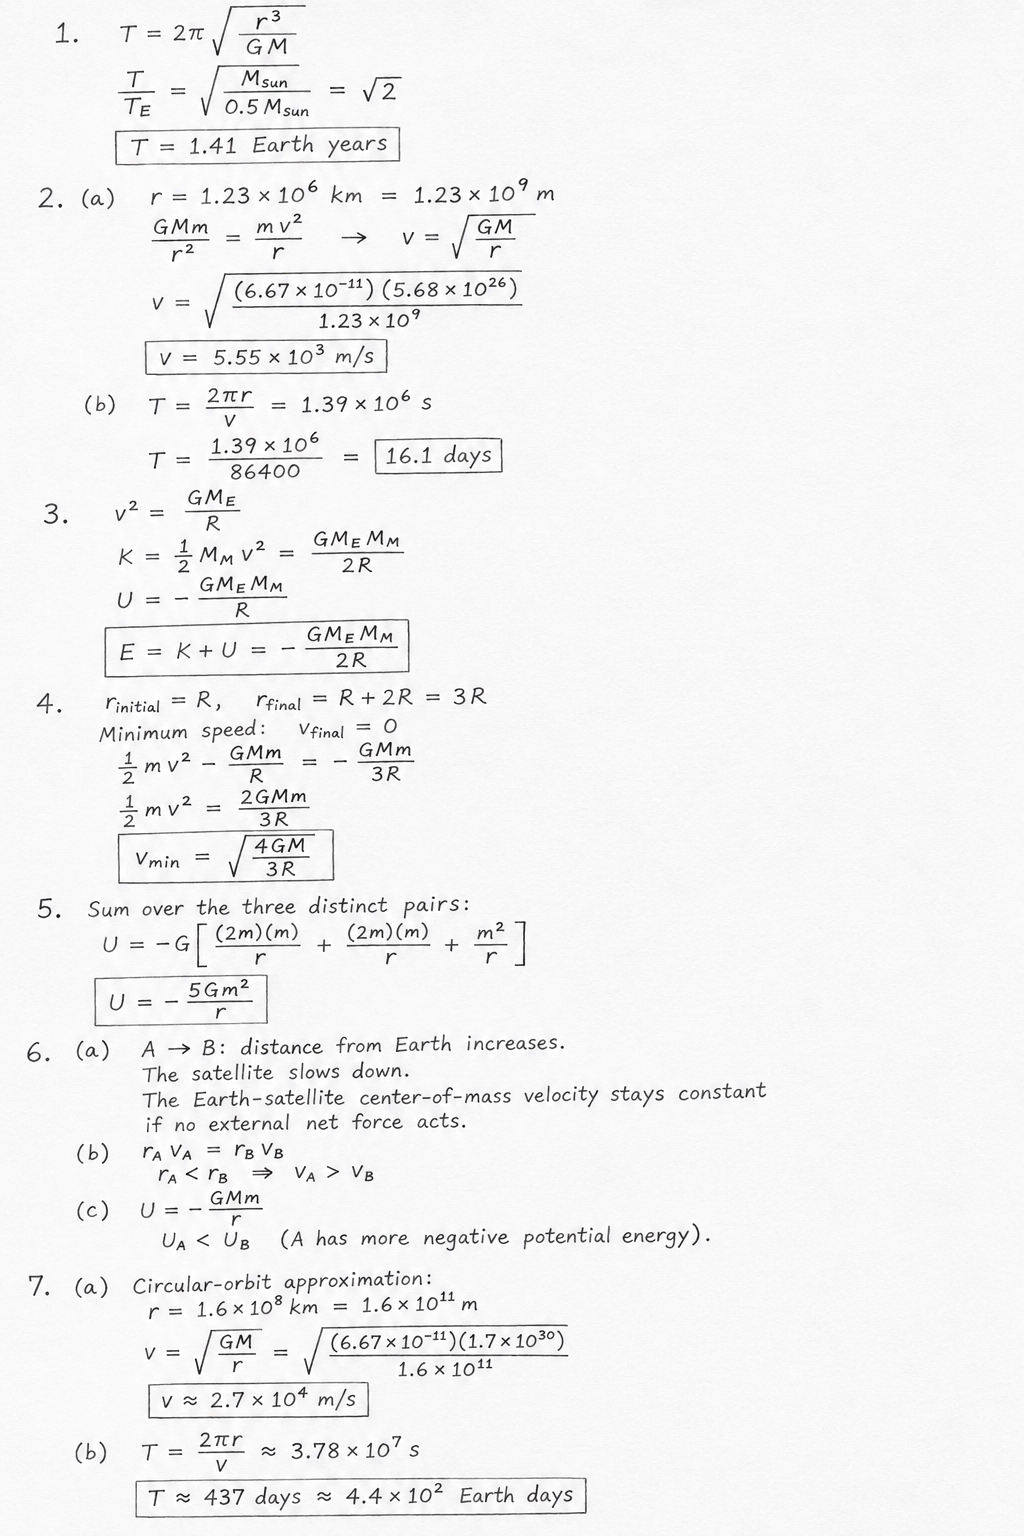 1. T = 2π √(r³/GM)
T/T_E = √(M_sun/0.5 M_sun) = √2
T = 1.41 Earth years
2. (a) r = 1.23 × 10⁶ km = 1.23 × 10⁹ m
GMm/r² = mv²/r → v = √(GM/r)
v = √((6.67 × 10⁻¹¹) (5.68 × 10²⁶)/1.23 × 10⁹)
v = 5.55 × 10³ m/s
(b) T = 2πr/v = 1.39 × 10⁶ s
T = 1.39 × 10⁶/86400 = 16.1 days
3. v² = GM_E/R
K = 1/2 M_M v² = GM_E M_M/2R
U = - GM_E M_M/R
E = K + U = - GM_E M_M/2R
4. r_initial = R, r_final = R + 2R = 3R
Minimum speed: v_final = 0
1/2 mv² - GMm/R = - GMm/3R
1/2 mv² = 2GMm/3R
v_min = √(4GM/3R)
5. Sum over the three distinct pairs:
U = -G[(2m)(m)/r + (2m)(m)/r + m²/r]
U = - 5Gm²/r
6. (a) A → B: distance from Earth increases.
The satellite slows down.
The Earth-satellite center-of-mass velocity stays constant
if no external net force acts.
(b) r_A v_A = r_B v_B
r_A < r_B ⇒ v_A > v_B
(c) U = - GMm/r
U_A < U_B (A has more negative potential energy).
7. (a) Circular-orbit approximation:
r = 1.6 × 10⁸ km = 1.6 × 10¹¹ m
v = √(GM/r) = √((6.67 × 10⁻¹¹)(1.7 × 10³⁰)/1.6 × 10¹¹)
v ≈ 2.7 × 10⁴ m/s
(b) T = 2πr/v ≈ 3.78 × 10⁷ s
T ≈ 437 days ≈ 4.4 × 10² Earth days